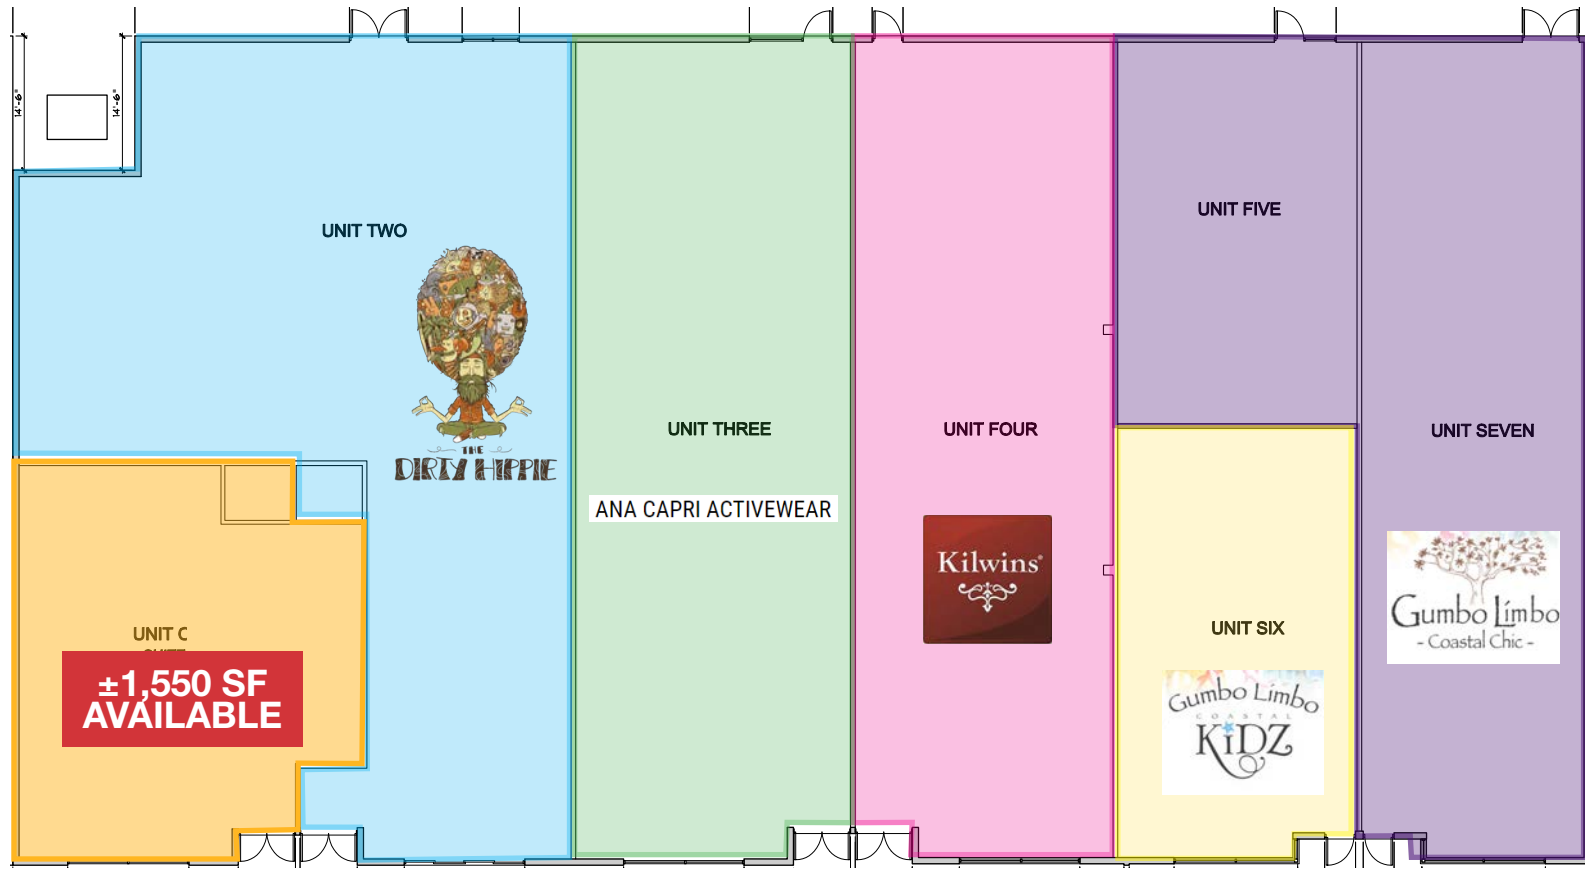 14'-6"
14'-6"
UNIT TWO
UNIT FIVE
THE
DIRTY HIPPIE
UNIT THREE
UNIT FOUR
UNIT SEVEN
ANA CAPRI ACTIVEWEAR
Kilwins®
Gumbo Limbo
- Coastal Chic -
UNIT
±1,550 SF
AVAILABLE
UNIT SIX
Gumbo Limbo
COASTAL
KiDZ